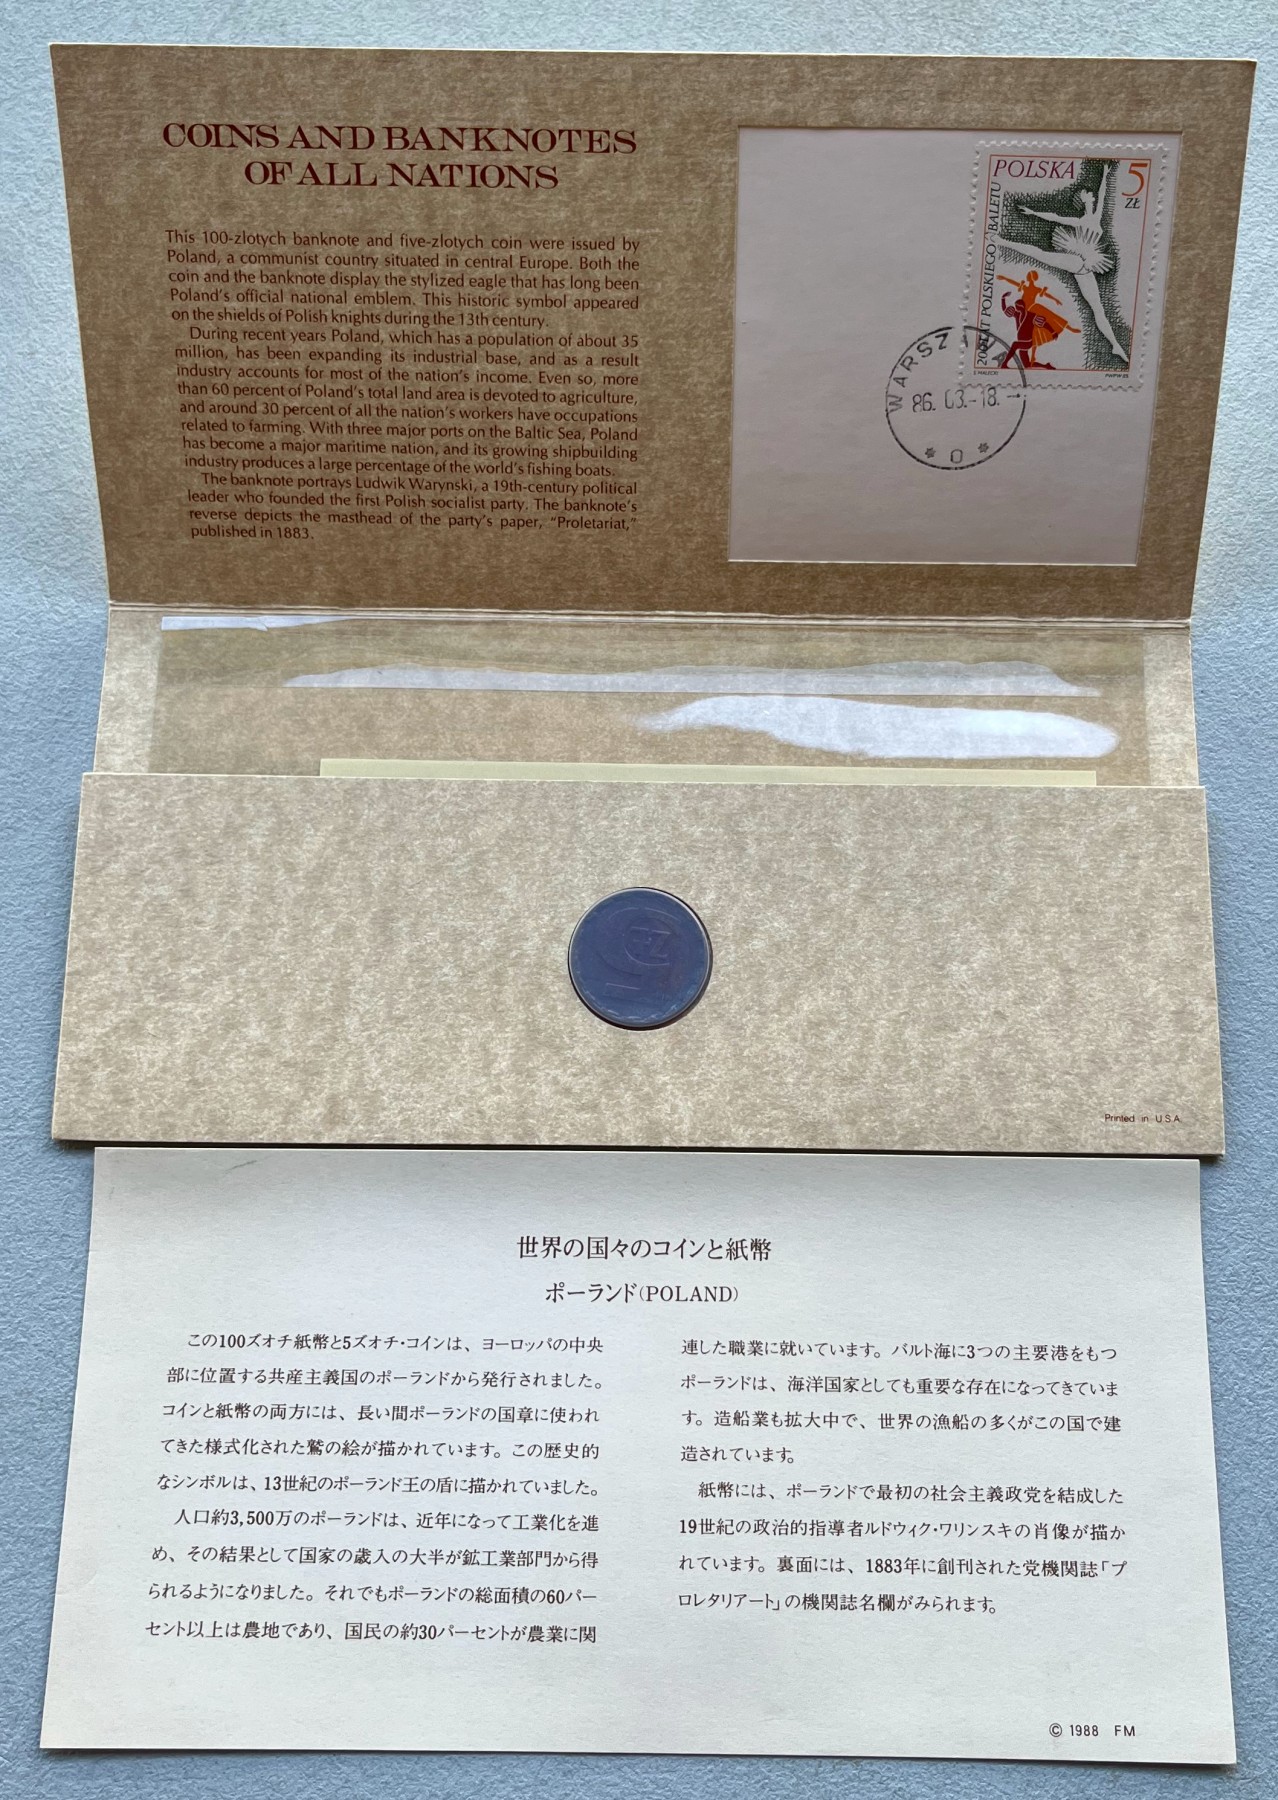 COINS AND BANKNOTES
OF ALL NATIONS
This 100-zlotych banknote and five-zlotych coin were issued by
Poland, a communist country situated in central Europe. Both the
coin and the banknote display the stylized eagle that has long been
Poland's official national emblem. This historic symbol appeared
on the shields of Polish knights during the 13th century.
During recent years Poland, which has a population of about 35
million, has been expanding its industrial base, and as a result
industry accounts for most of the nation's income. Even so, more
than 60 percent of Poland's total land area is devoted to agriculture,
and around 30 percent of all the nation's workers have occupations
related to farming. With three major ports on the Baltic Sea, Poland
has become a major maritime nation, and its growing shipbuilding
industry produces a large percentage of the world's fishing boats.
The banknote portrays Ludwik Warynski, a 19th-century political
leader who founded the first Polish socialist party. The banknote's
reverse depicts the masthead of the party's paper, "Proletariat,"
published in 1883.
POLSKA
5
ZŁ
200 LAT POLSKIEGO BALETU
PWPW 85
WARSZAWA
86. 03.-18.
0
5
ZŁ
Printed in U.S.A.
世界の国々のコインと紙幣
ポーランド(POLAND)
この100ズオチ紙幣と5ズオチ・コインは、ヨーロッパの中央
部に位置する共産主義国のポーランドから発行されました。
コインと紙幣の両方には、長い間ポーランドの国章に使われ
てきた様式化された鷲の絵が描かれています。この歴史的
なシンボルは、13世紀のポーランド王の盾に描かれていました。
人口約3,500万のポーランドは、近年になって工業化を進
め、その結果として国家の歳入の大半が鉱工業部門から得
られるようになりました。それでもポーランドの総面積の60パー
セント以上は農地であり、国民の約30パーセントが農業に関
連した職業に就いています。バルト海に3つの主要港をもつ
ポーランドは、海洋国家としても重要な存在になってきていま
す。造船業も拡大中で、世界の漁船の多くがこの国で建
造されています。
紙幣には、ポーランドで最初の社会主義政党を結成した
19世紀の政治的指導者ルドウィク・ワリンスキの肖像が描か
れています。裏面には、1883年に創刊された党機関誌「プ
ロレタリアート」の機関誌名欄がみられます。
© 1988 FM